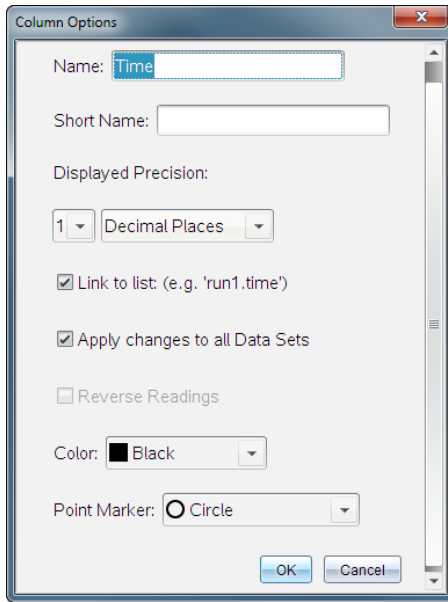 Column Options
Name: Time
Short Name:
Displayed Precision:
1 Decimal Places
Link to list: (e.g. 'run1.time')
Apply changes to all Data Sets
Reverse Readings
Color: Black
Point Marker: Circle
OK Cancel